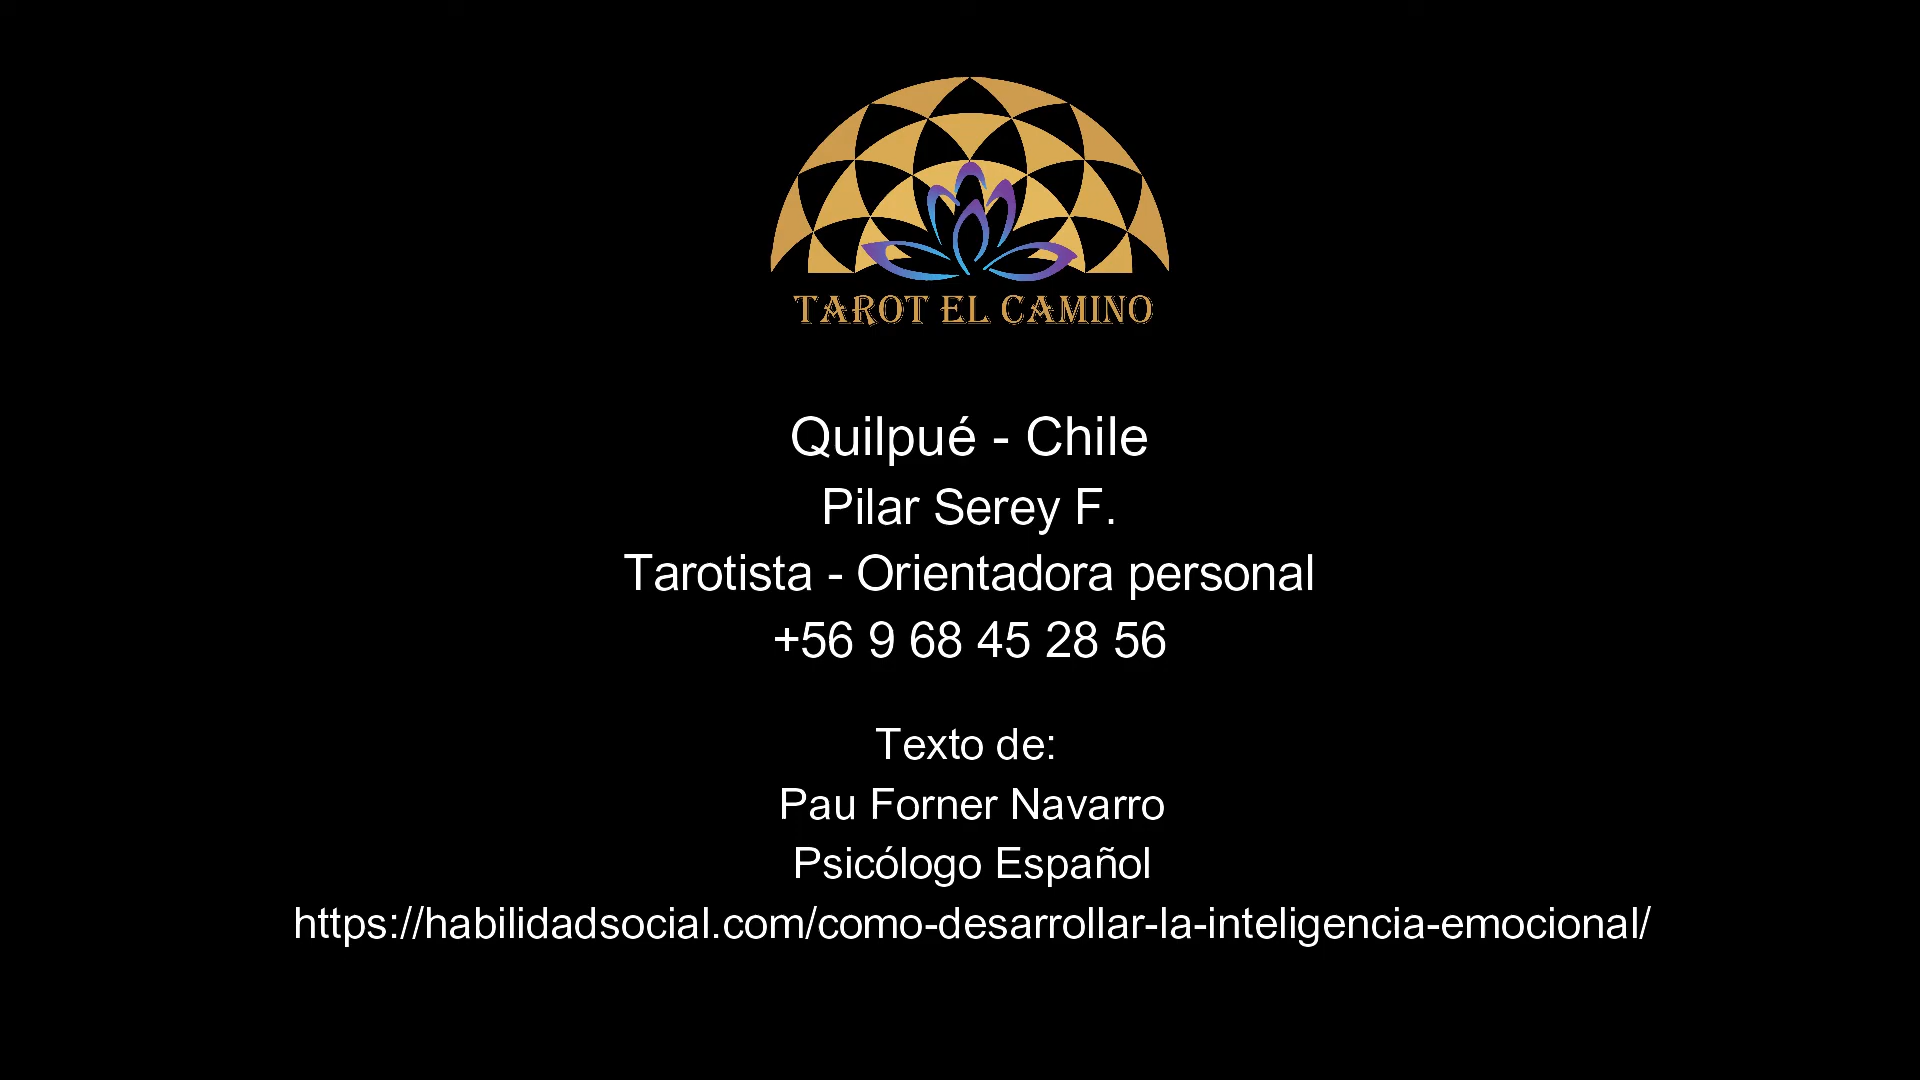 TAROT EL CAMINO
Quilpué - Chile
Pilar Serey F.
Tarotista - Orientadora personal
+56 9 68 45 28 56
Texto de:
Pau Forner Navarro
Psicólogo Español
https://habilidadsocial.com/como-desarrollar-la-inteligencia-emocional/